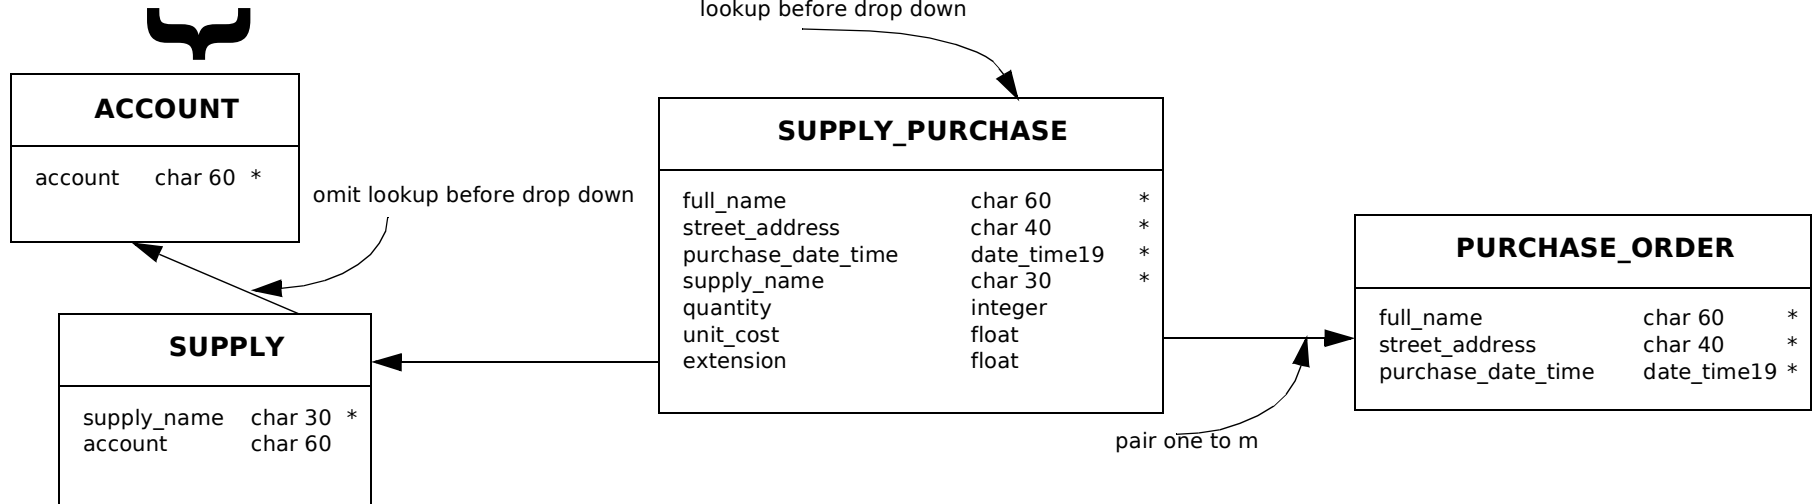 lookup before drop down
ACCOUNT
account char 60 *
omit lookup before drop down
SUPPLY
supply_name char 30 *
account char 60
SUPPLY_PURCHASE
full_name char 60 *
street_address char 40 *
purchase_date_time date_time19 *
supply_name char 30 *
quantity integer
unit_cost float
extension float
pair one to m
PURCHASE_ORDER
full_name char 60 *
street_address char 40 *
purchase_date_time date_time19 *